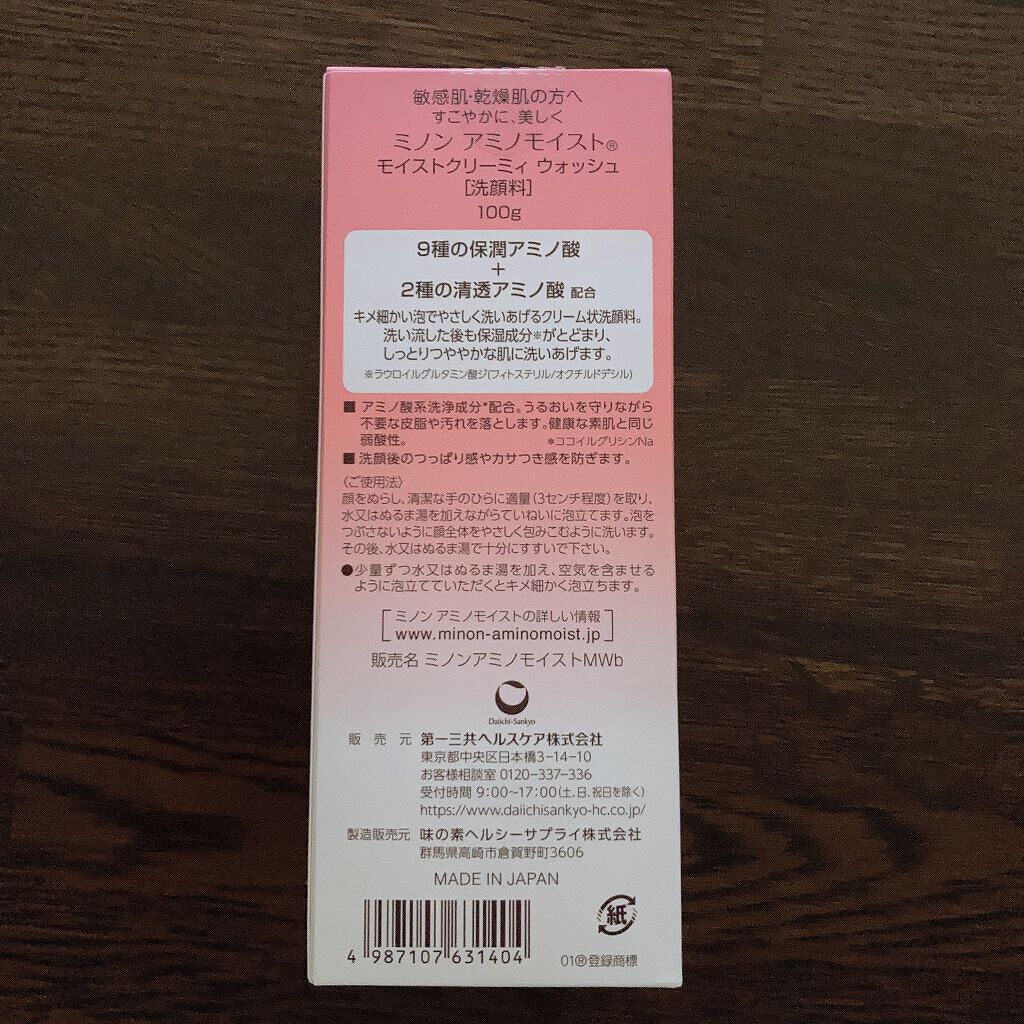 敏感肌・乾燥肌の方へ
すこやかに、美しく
ミノン アミノモイスト®
モイストクリーミィ ウォッシュ
[洗顔料]
100g
9種の保潤アミノ酸
+
2種の清透アミノ酸 配合
キメ細かい泡でやさしく洗いあげるクリーム状洗顔料。
洗い流した後も保湿成分※がとどまり、
しっとりつややかな肌に洗いあげます。
※ラウロイルグルタミン酸ジ(フィトステリル/オクチルドデシル)
■ アミノ酸系洗浄成分*配合。うるおいを守りながら
不要な皮脂や汚れを落とします。健康な素肌と同じ
弱酸性。 *ココイルグリシンNa
■ 洗顔後のつっぱり感やカサつき感を防ぎます。
〈ご使用法〉
顔をぬらし、清潔な手のひらに適量(3センチ程度)を取り、
水又はぬるま湯を加えながらていねいに泡立てます。泡を
つぶさないように顔全体をやさしく包みこむように洗います。
その後、水又はぬるま湯で十分にすすいで下さい。
●少量ずつ水又はぬるま湯を加え、空気を含ませる
ように泡立てていただくとキメ細かく泡立ちます。
ミノン アミノモイストの詳しい情報
www.minon-aminomoist.jp
販売名 ミノンアミノモイストMWb
Daiichi-Sankyo
販売元 第一三共ヘルスケア株式会社
東京都中央区日本橋3-14-10
お客様相談室 0120-337-336
受付時間 9:00~17:00(土、日、祝日を除く)
https://www.daiichisankyo-hc.co.jp/
製造販売元 味の素ヘルシーサプライ株式会社
群馬県高崎市倉賀野町3606
MADE IN JAPAN
紙
4 987107 631404
01®登録商標